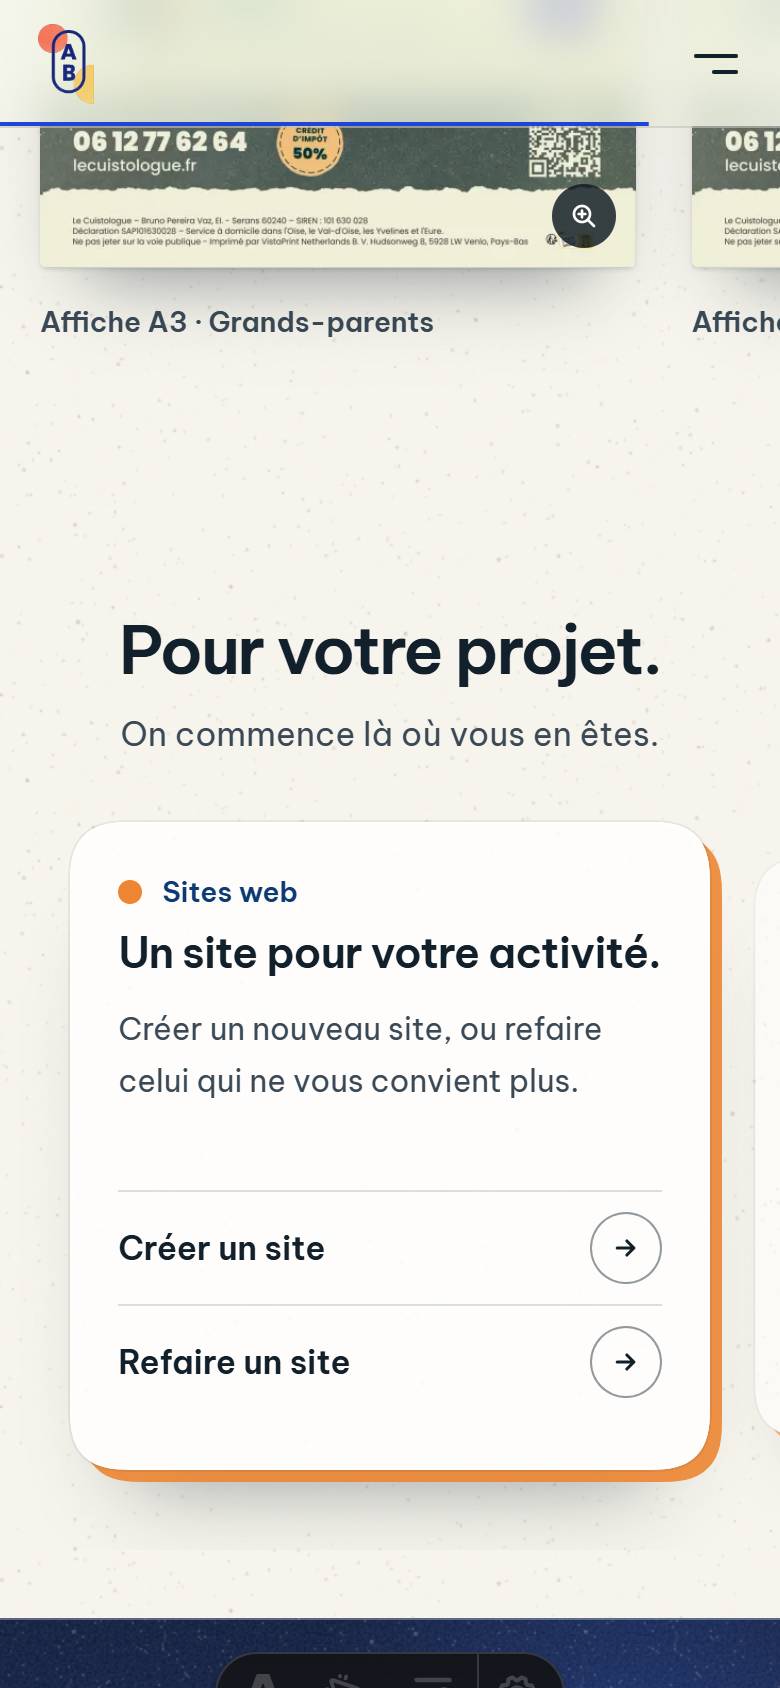 A
B
06 12 77 62 64
lecuistologue.fr
CRÉDIT
D'IMPÔT
50%
06 12
lecuist
Le Cuistologue – Bruno Pereira Vaz, EI. - Serans 60240 – SIREN : 101 630 028
Déclaration SAP101630028 – Service à domicile dans l'Oise, le Val-d'Oise, les Yvelines et l'Eure.
Ne pas jeter sur la voie publique - Imprimé par VistaPrint Netherlands B. V. Hudsonweg 8, 5928 LW Venlo, Pays-Bas
Le Cuistolog
Déclaration SA
Ne pas jeter su
Affiche A3 · Grands-parents
Affiche
Pour votre projet.
On commence là où vous en êtes.
Sites web
Un site pour votre activité.
Créer un nouveau site, ou refaire
celui qui ne vous convient plus.
Créer un site
Refaire un site